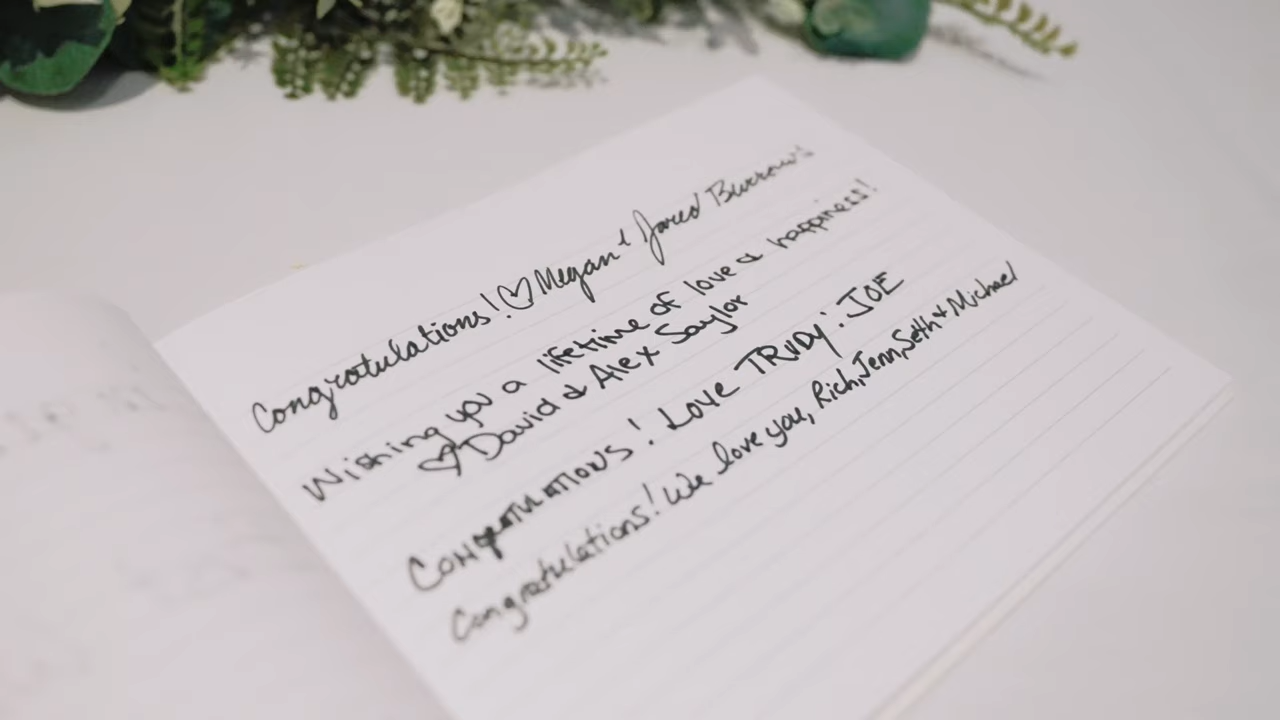 Congratulations! ♡ Megan & Jared Burrows
Wishing you a lifetime of love & happiness!
♡ David & Alex Saylor
CONGRATULATIONS! LOVE TRUDY: JOE
Congratulations! We love you, Rich, Jenn, Seth & Michael